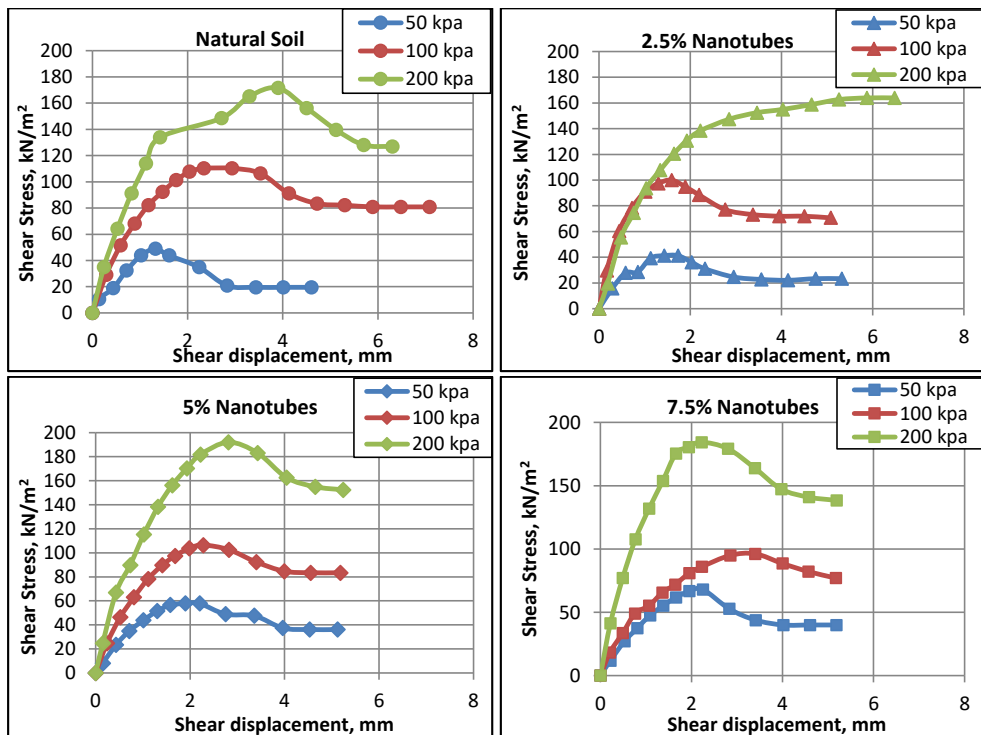 Natural Soil
50 kpa
100 kpa
200 kpa
Shear Stress, kN/m²
200
180
160
140
120
100
80
60
40
20
0
0 2 4 6 8
Shear displacement, mm
2.5% Nanotubes
50 kpa
100 kpa
200 kpa
Shear Stress, kN/m²
200
180
160
140
120
100
80
60
40
20
0
0 2 4 6 8
Shear displacement, mm
5% Nanotubes
50 kpa
100 kpa
200 kpa
Shear Stress, kN/m²
200
180
160
140
120
100
80
60
40
20
0
0 2 4 6 8
Shear displacement, mm
7.5% Nanotubes
50 kpa
100 kpa
200 kpa
Shear Stress, kN/m²
200
150
100
50
0
0 2 4 6 8
Shear displacement, mm